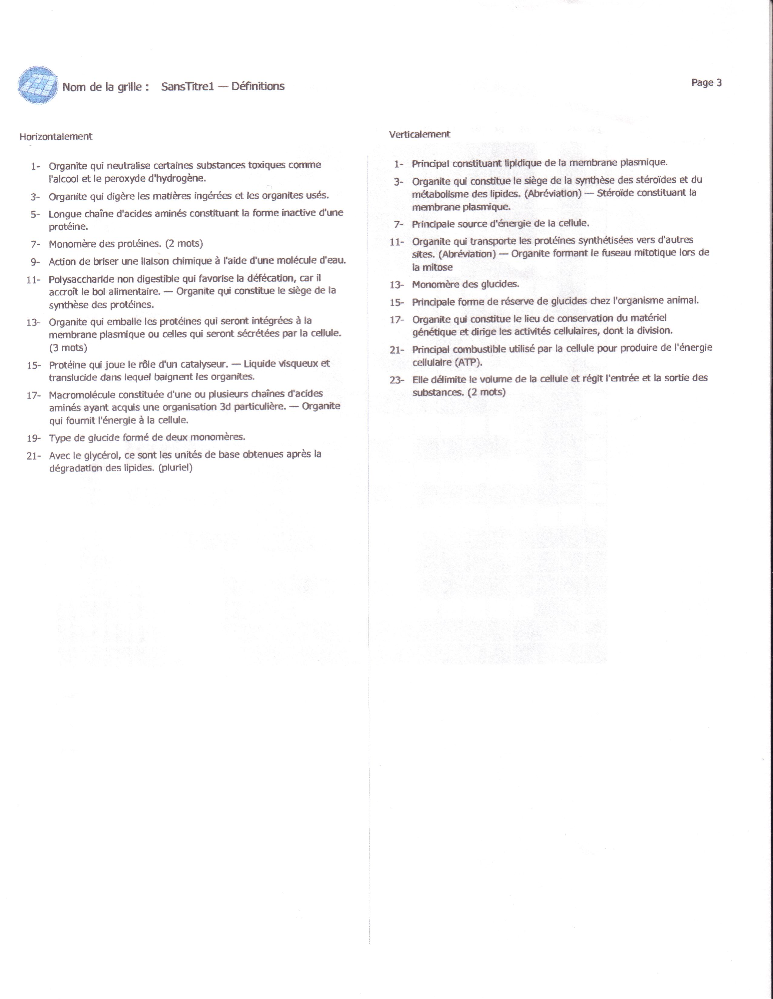 Nom de la grille : SansTitre1 — Définitions
Page 3
Horizontalement
1- Organite qui neutralise certaines substances toxiques comme
l'alcool et le peroxyde d'hydrogène.
3- Organite qui digère les matières ingérées et les organites usés.
5- Longue chaîne d'acides aminés constituant la forme inactive d'une
protéine.
7- Monomère des protéines. (2 mots)
9- Action de briser une liaison chimique à l'aide d'une molécule d'eau.
11- Polysaccharide non digestible qui favorise la défécation, car il
accroît le bol alimentaire. — Organite qui constitue le siège de la
synthèse des protéines.
13- Organite qui emballe les protéines qui seront intégrées à la
membrane plasmique ou celles qui seront sécrétées par la cellule.
(3 mots)
15- Protéine qui joue le rôle d'un catalyseur. — Liquide visqueux et
translucide dans lequel baignent les organites.
17- Macromolécule constituée d'une ou plusieurs chaînes d'acides
aminés ayant acquis une organisation 3d particulière. — Organite
qui fournit l'énergie à la cellule.
19- Type de glucide formé de deux monomères.
21- Avec le glycérol, ce sont les unités de base obtenues après la
dégradation des lipides. (pluriel)
Verticalement
1- Principal constituant lipidique de la membrane plasmique.
3- Organite qui constitue le siège de la synthèse des stéroïdes et du
métabolisme des lipides. (Abréviation) — Stéroïde constituant la
membrane plasmique.
7- Principale source d'énergie de la cellule.
11- Organite qui transporte les protéines synthétisées vers d'autres
sites. (Abréviation) — Organite formant le fuseau mitotique lors de
la mitose
13- Monomère des glucides.
15- Principale forme de réserve de glucides chez l'organisme animal.
17- Organite qui constitue le lieu de conservation du matériel
génétique et dirige les activités cellulaires, dont la division.
21- Principal combustible utilisé par la cellule pour produire de l'énergie
cellulaire (ATP).
23- Elle délimite le volume de la cellule et régit l'entrée et la sortie des
substances. (2 mots)